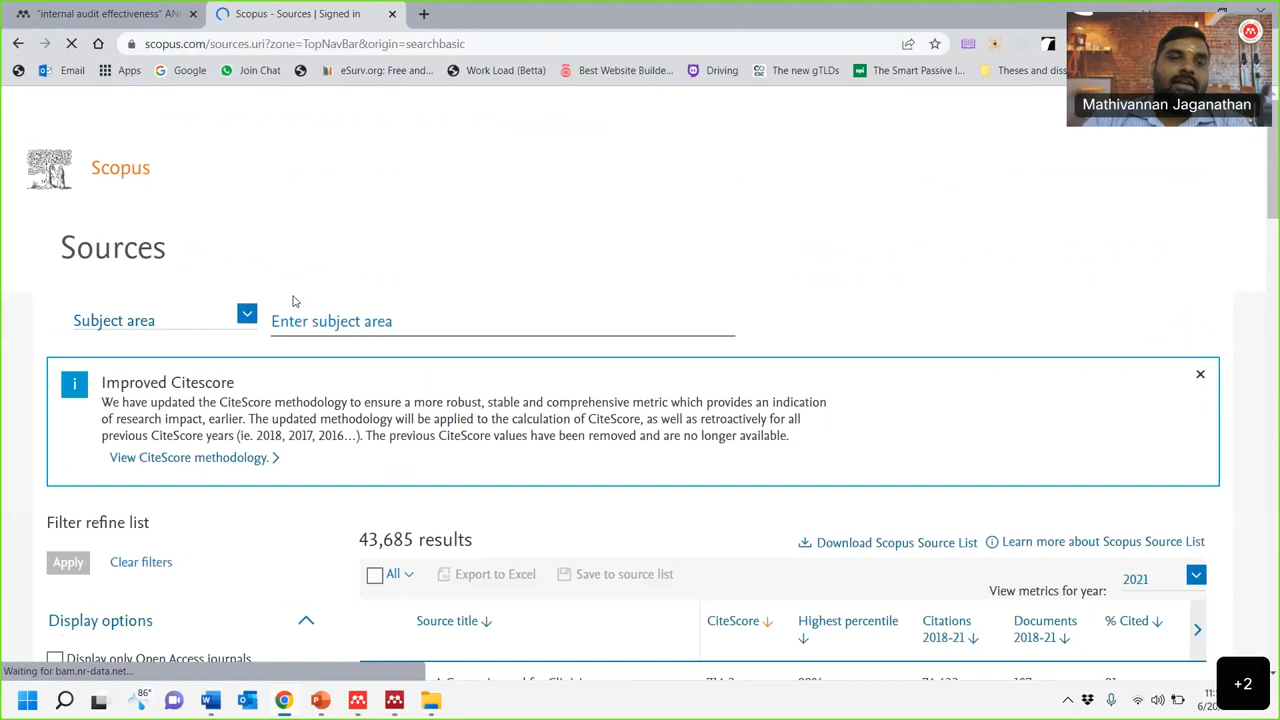 "internal audit effectiveness" AN
Scopus - Sources | Signed in
scopus.com/sources.uri?zone=TopNavBar&origin=searchbasic
Email
Apps
Google
Join Chat
eSurvey: Free and...
Work Load (Beta)
Best Website Builde...
Driving
The new gTLDs
The Smart Passive I...
Theses and dis
Mathivannan Jaganathan
Scopus
Sources
Subject area
Enter subject area
Improved Citescore
We have updated the CiteScore methodology to ensure a more robust, stable and comprehensive metric which provides an indication
of research impact, earlier. The updated methodology will be applied to the calculation of CiteScore, as well as retroactively for all
previous CiteScore years (ie. 2018, 2017, 2016...). The previous CiteScore values have been removed and are no longer available.
View CiteScore methodology.
Filter refine list
Apply
Clear filters
43,685 results
Download Scopus Source List
Learn more about Scopus Source List
All
Export to Excel
Save to source list
View metrics for year:
2021
Display options
Source title
CiteScore
Highest percentile
Citations
2018-21
Documents
2018-21
% Cited
Display only Open Access journals
Waiting for bam.nr-data.net...
86°
+2